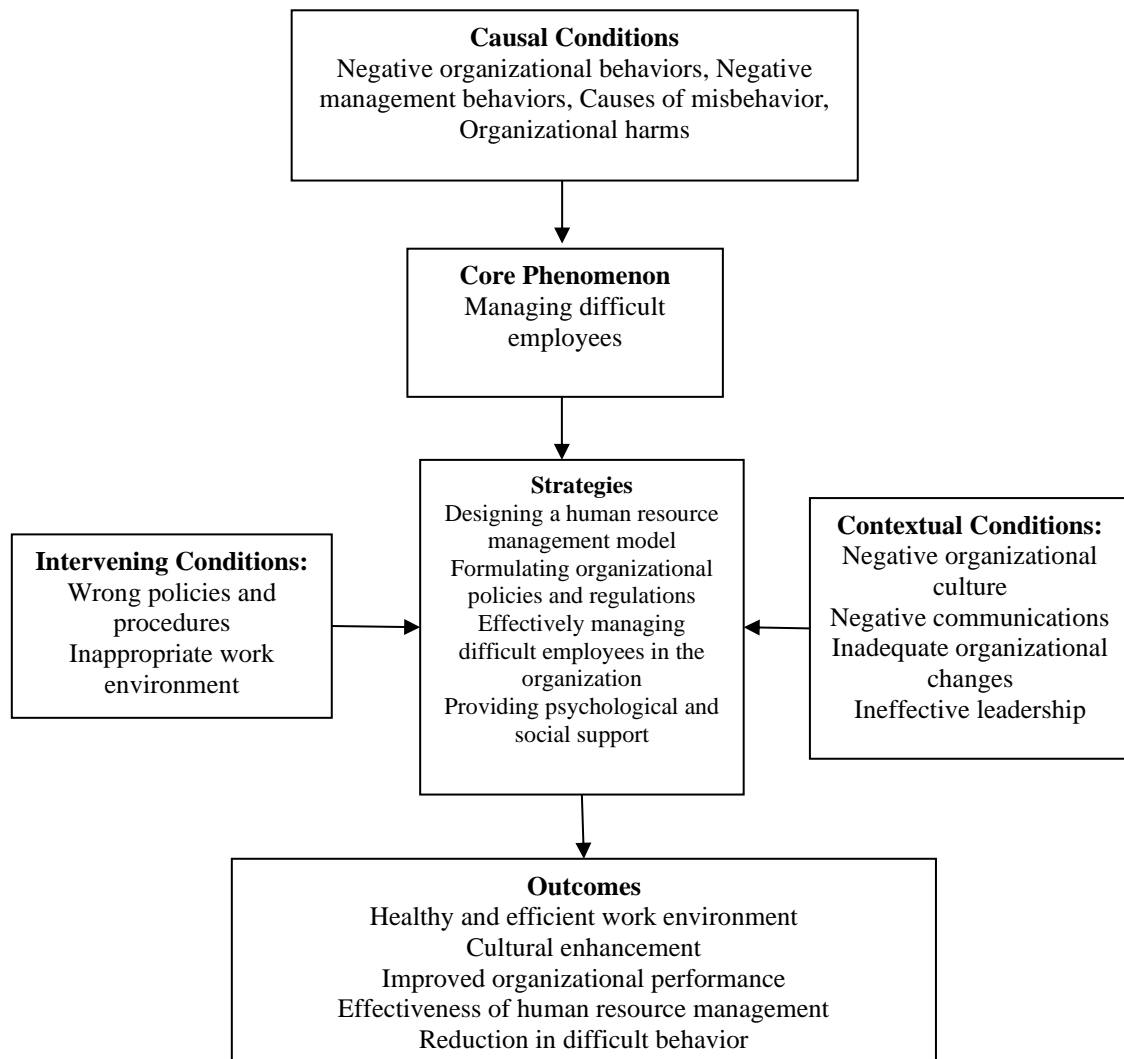 Causal Conditions
Negative organizational behaviors, Negative
management behaviors, Causes of misbehavior,
Organizational harms
Core Phenomenon
Managing difficult
employees
Strategies
Designing a human resource
management model
Formulating organizational
policies and regulations
Effectively managing
difficult employees in the
organization
Providing psychological and
social support
Intervening Conditions:
Wrong policies and
procedures
Inappropriate work
environment
Contextual Conditions:
Negative organizational
culture
Negative communications
Inadequate organizational
changes
Ineffective leadership
Outcomes
Healthy and efficient work environment
Cultural enhancement
Improved organizational performance
Effectiveness of human resource management
Reduction in difficult behavior